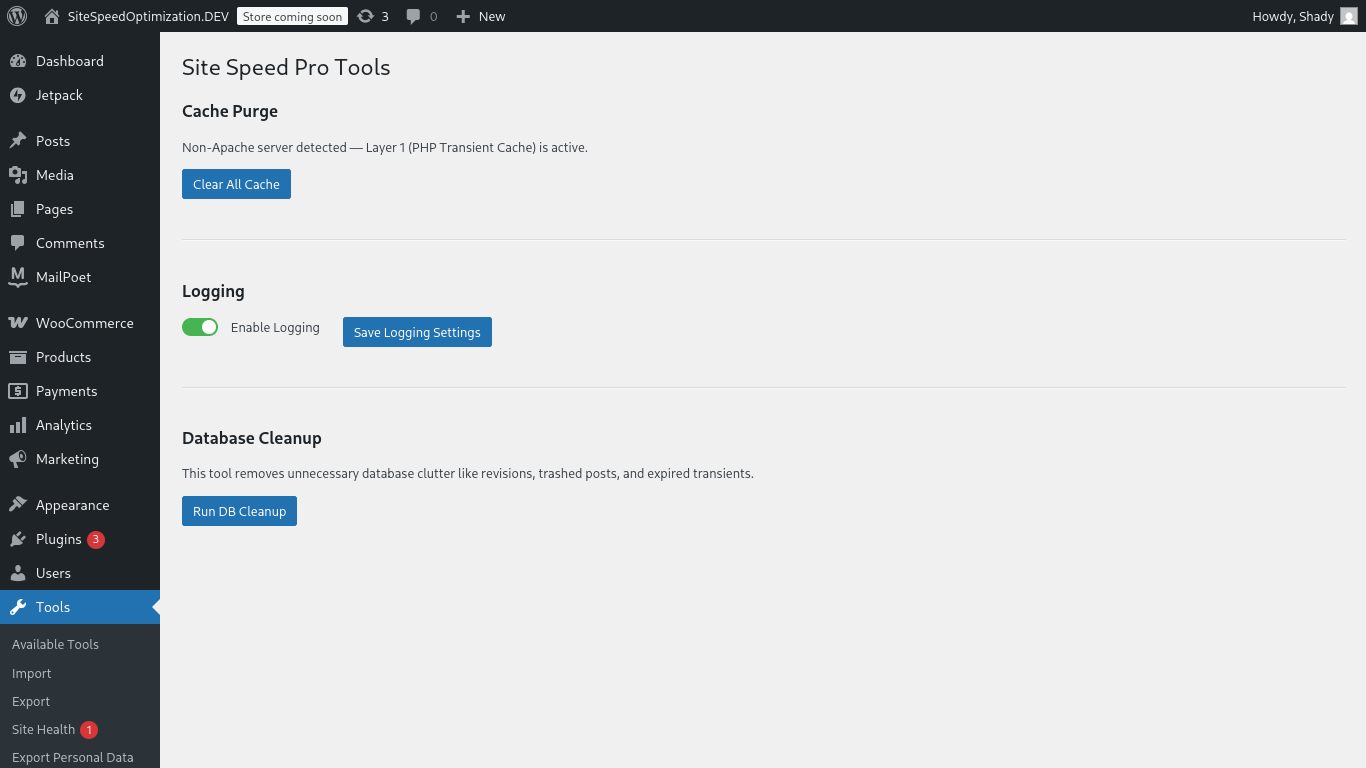 SiteSpeedOptimization.DEV Store coming soon 3 0 New Howdy, Shady
Dashboard
Jetpack
Posts
Media
Pages
Comments
MailPoet
WooCommerce
Products
Payments
Analytics
Marketing
Appearance
Plugins 3
Users
Tools
Available Tools
Import
Export
Site Health 1
Export Personal Data
Site Speed Pro Tools
Cache Purge
Non-Apache server detected — Layer 1 (PHP Transient Cache) is active.
Clear All Cache
Logging
Enable Logging Save Logging Settings
Database Cleanup
This tool removes unnecessary database clutter like revisions, trashed posts, and expired transients.
Run DB Cleanup